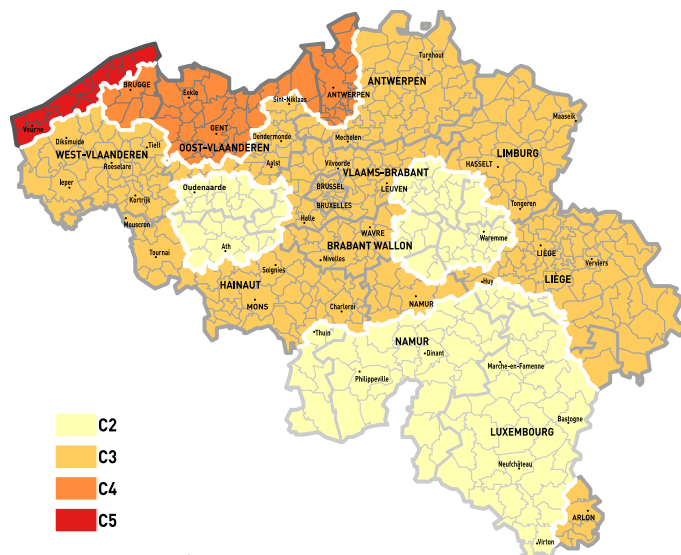 Turnhout
ANTWERPEN
BRUGGE
Eeklo
ANTWERPEN
Sint-Niklaas
Maaseik
Veurne
GENT
Diksmuide
Dendermonde
Mechelen
Tielt
OOST-VLAANDEREN
WEST-VLAANDEREN
LIMBURG
Roeselare
Aalst
Vilvoorde
HASSELT
VLAAMS-BRABANT
Ieper
Oudenaarde
BRUSSEL
LEUVEN
Kortrijk
BRUXELLES
Tongeren
Mouscron
Halle
WAVRE
Waremme
Ath
BRABANT WALLON
LIÈGE
Tournai
Nivelles
Verviers
Soignies
HAINAUT
Huy
LIÈGE
MONS
Charleroi
NAMUR
Thuin
NAMUR
Dinant
Marche-en-Famenne
Philippeville
Bastogne
C2
LUXEMBOURG
C3
Neufchâteau
C4
C5
ARLON
Virton